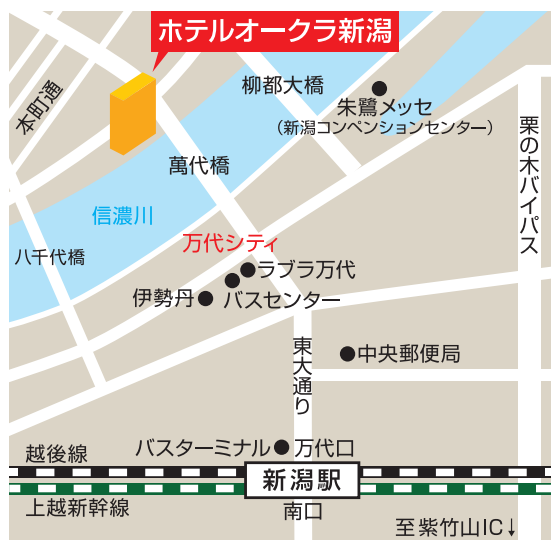 ホテルオークラ新潟
本町通
柳都大橋
朱鷺メッセ
（新潟コンベンションセンター）
栗の木バイパス
萬代橋
信濃川
万代シティ
八千代橋
ラブラ万代
伊勢丹
バスセンター
東大通り
中央郵便局
バスターミナル
万代口
越後線
新潟駅
上越新幹線
南口
至紫竹山IC↓